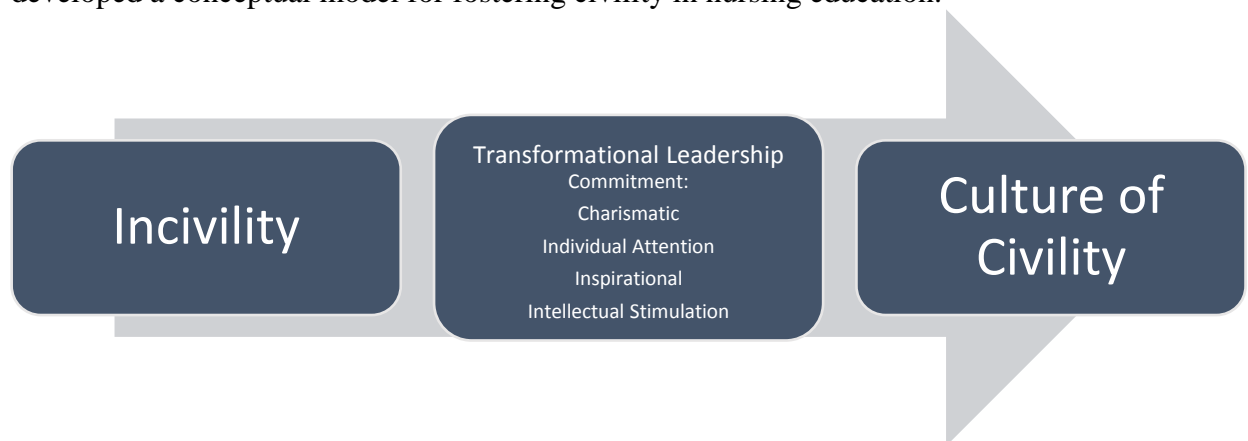 developed a conceptual model for fostering civility in nursing education.
Incivility
Transformational Leadership
Commitment:
Charismatic
Individual Attention
Inspirational
Intellectual Stimulation
Culture of
Civility